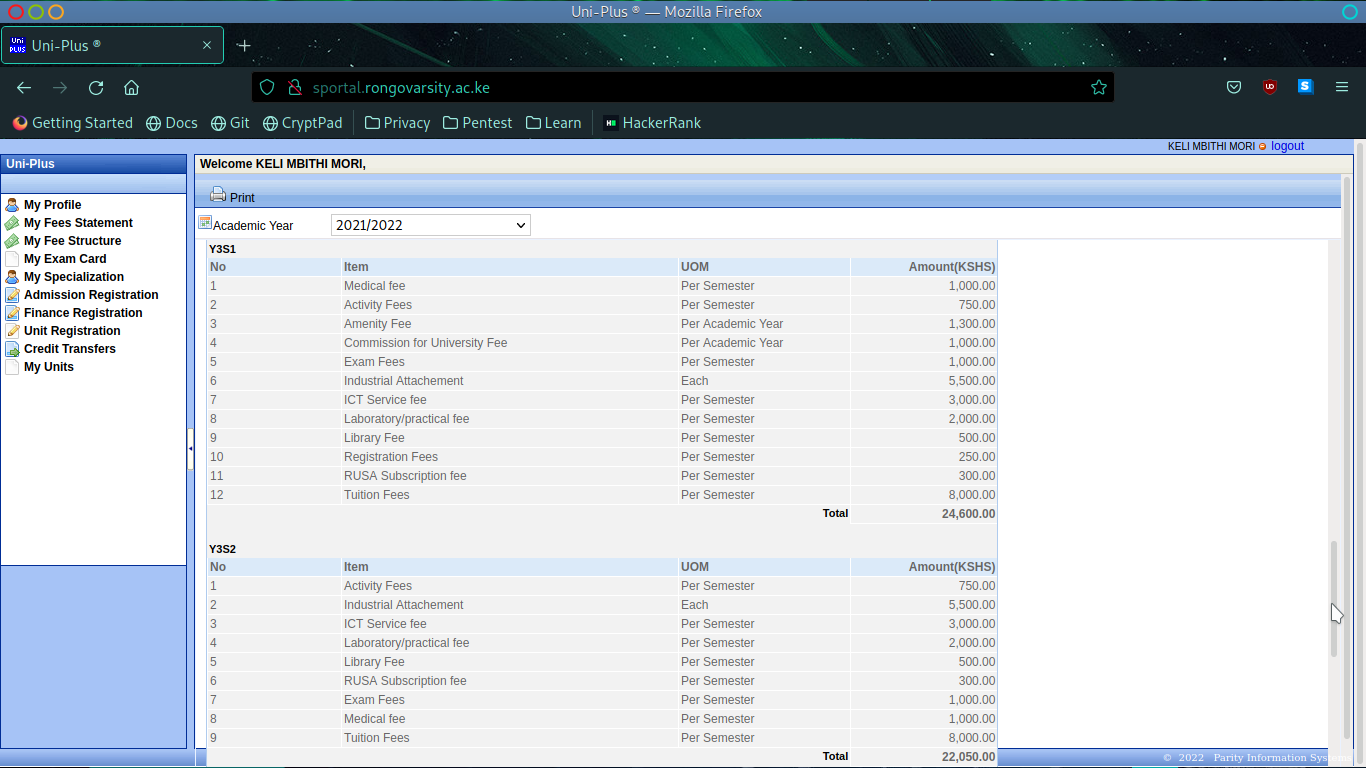 Uni-Plus ® — Mozilla Firefox
Uni PLUS Uni-Plus ®
sportal.rongovarsity.ac.ke
Getting Started Docs Git CryptPad Privacy Pentest Learn HackerRank
KELI MBITHI MORI logout
Uni-Plus
Welcome KELI MBITHI MORI,
Print
My Profile
My Fees Statement
My Fee Structure
My Exam Card
My Specialization
Admission Registration
Finance Registration
Unit Registration
Credit Transfers
My Units
Academic Year 2021/2022
Y3S1
No Item UOM Amount(KSHS)
1 Medical fee Per Semester 1,000.00
2 Activity Fees Per Semester 750.00
3 Amenity Fee Per Academic Year 1,300.00
4 Commission for University Fee Per Academic Year 1,000.00
5 Exam Fees Per Semester 1,000.00
6 Industrial Attachement Each 5,500.00
7 ICT Service fee Per Semester 3,000.00
8 Laboratory/practical fee Per Semester 2,000.00
9 Library Fee Per Semester 500.00
10 Registration Fees Per Semester 250.00
11 RUSA Subscription fee Per Semester 300.00
12 Tuition Fees Per Semester 8,000.00
Total 24,600.00
Y3S2
No Item UOM Amount(KSHS)
1 Activity Fees Per Semester 750.00
2 Industrial Attachement Each 5,500.00
3 ICT Service fee Per Semester 3,000.00
4 Laboratory/practical fee Per Semester 2,000.00
5 Library Fee Per Semester 500.00
6 RUSA Subscription fee Per Semester 300.00
7 Exam Fees Per Semester 1,000.00
8 Medical fee Per Semester 1,000.00
9 Tuition Fees Per Semester 8,000.00
Total 22,050.00
© 2022 Parity Information Systems